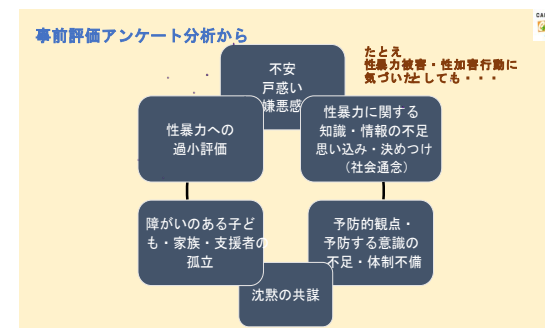 事前評価アンケート分析から
たとえ
性暴力被害・性加害行動に
気づいたとしても・・・
不安
戸惑い
嫌悪感
性暴力に関する
知識・情報の不足
思い込み・決めつけ
（社会通念）
予防的観点・
予防する意識の
不足・体制不備
沈黙の共謀
障がいのある子ど
も・家族・支援者の
孤立
性暴力への
過小評価